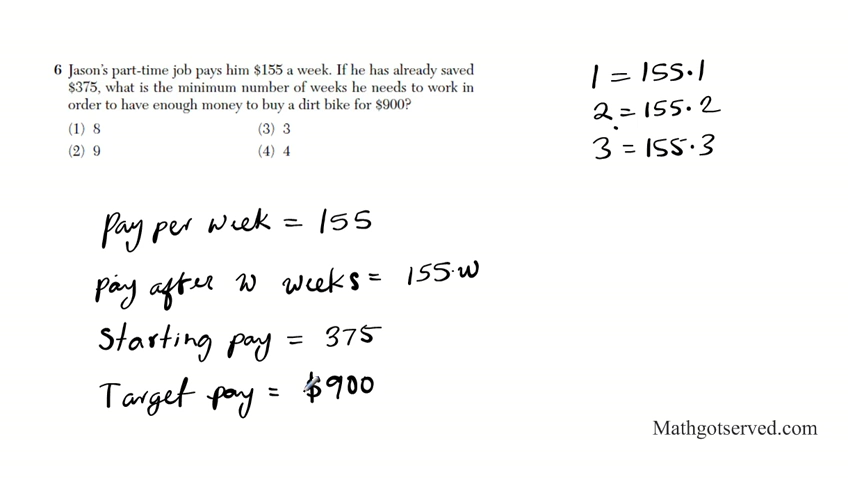 6 Jason's part-time job pays him $155 a week. If he has already saved
$375, what is the minimum number of weeks he needs to work in
order to have enough money to buy a dirt bike for $900?
(1) 8
(3) 3
(2) 9
(4) 4
1 = 155·1
2 = 155·2
3 = 155·3
Pay per week = 155
pay after w weeks = 155·w
Starting pay = 375
Target pay = $900
Mathgotserved.com